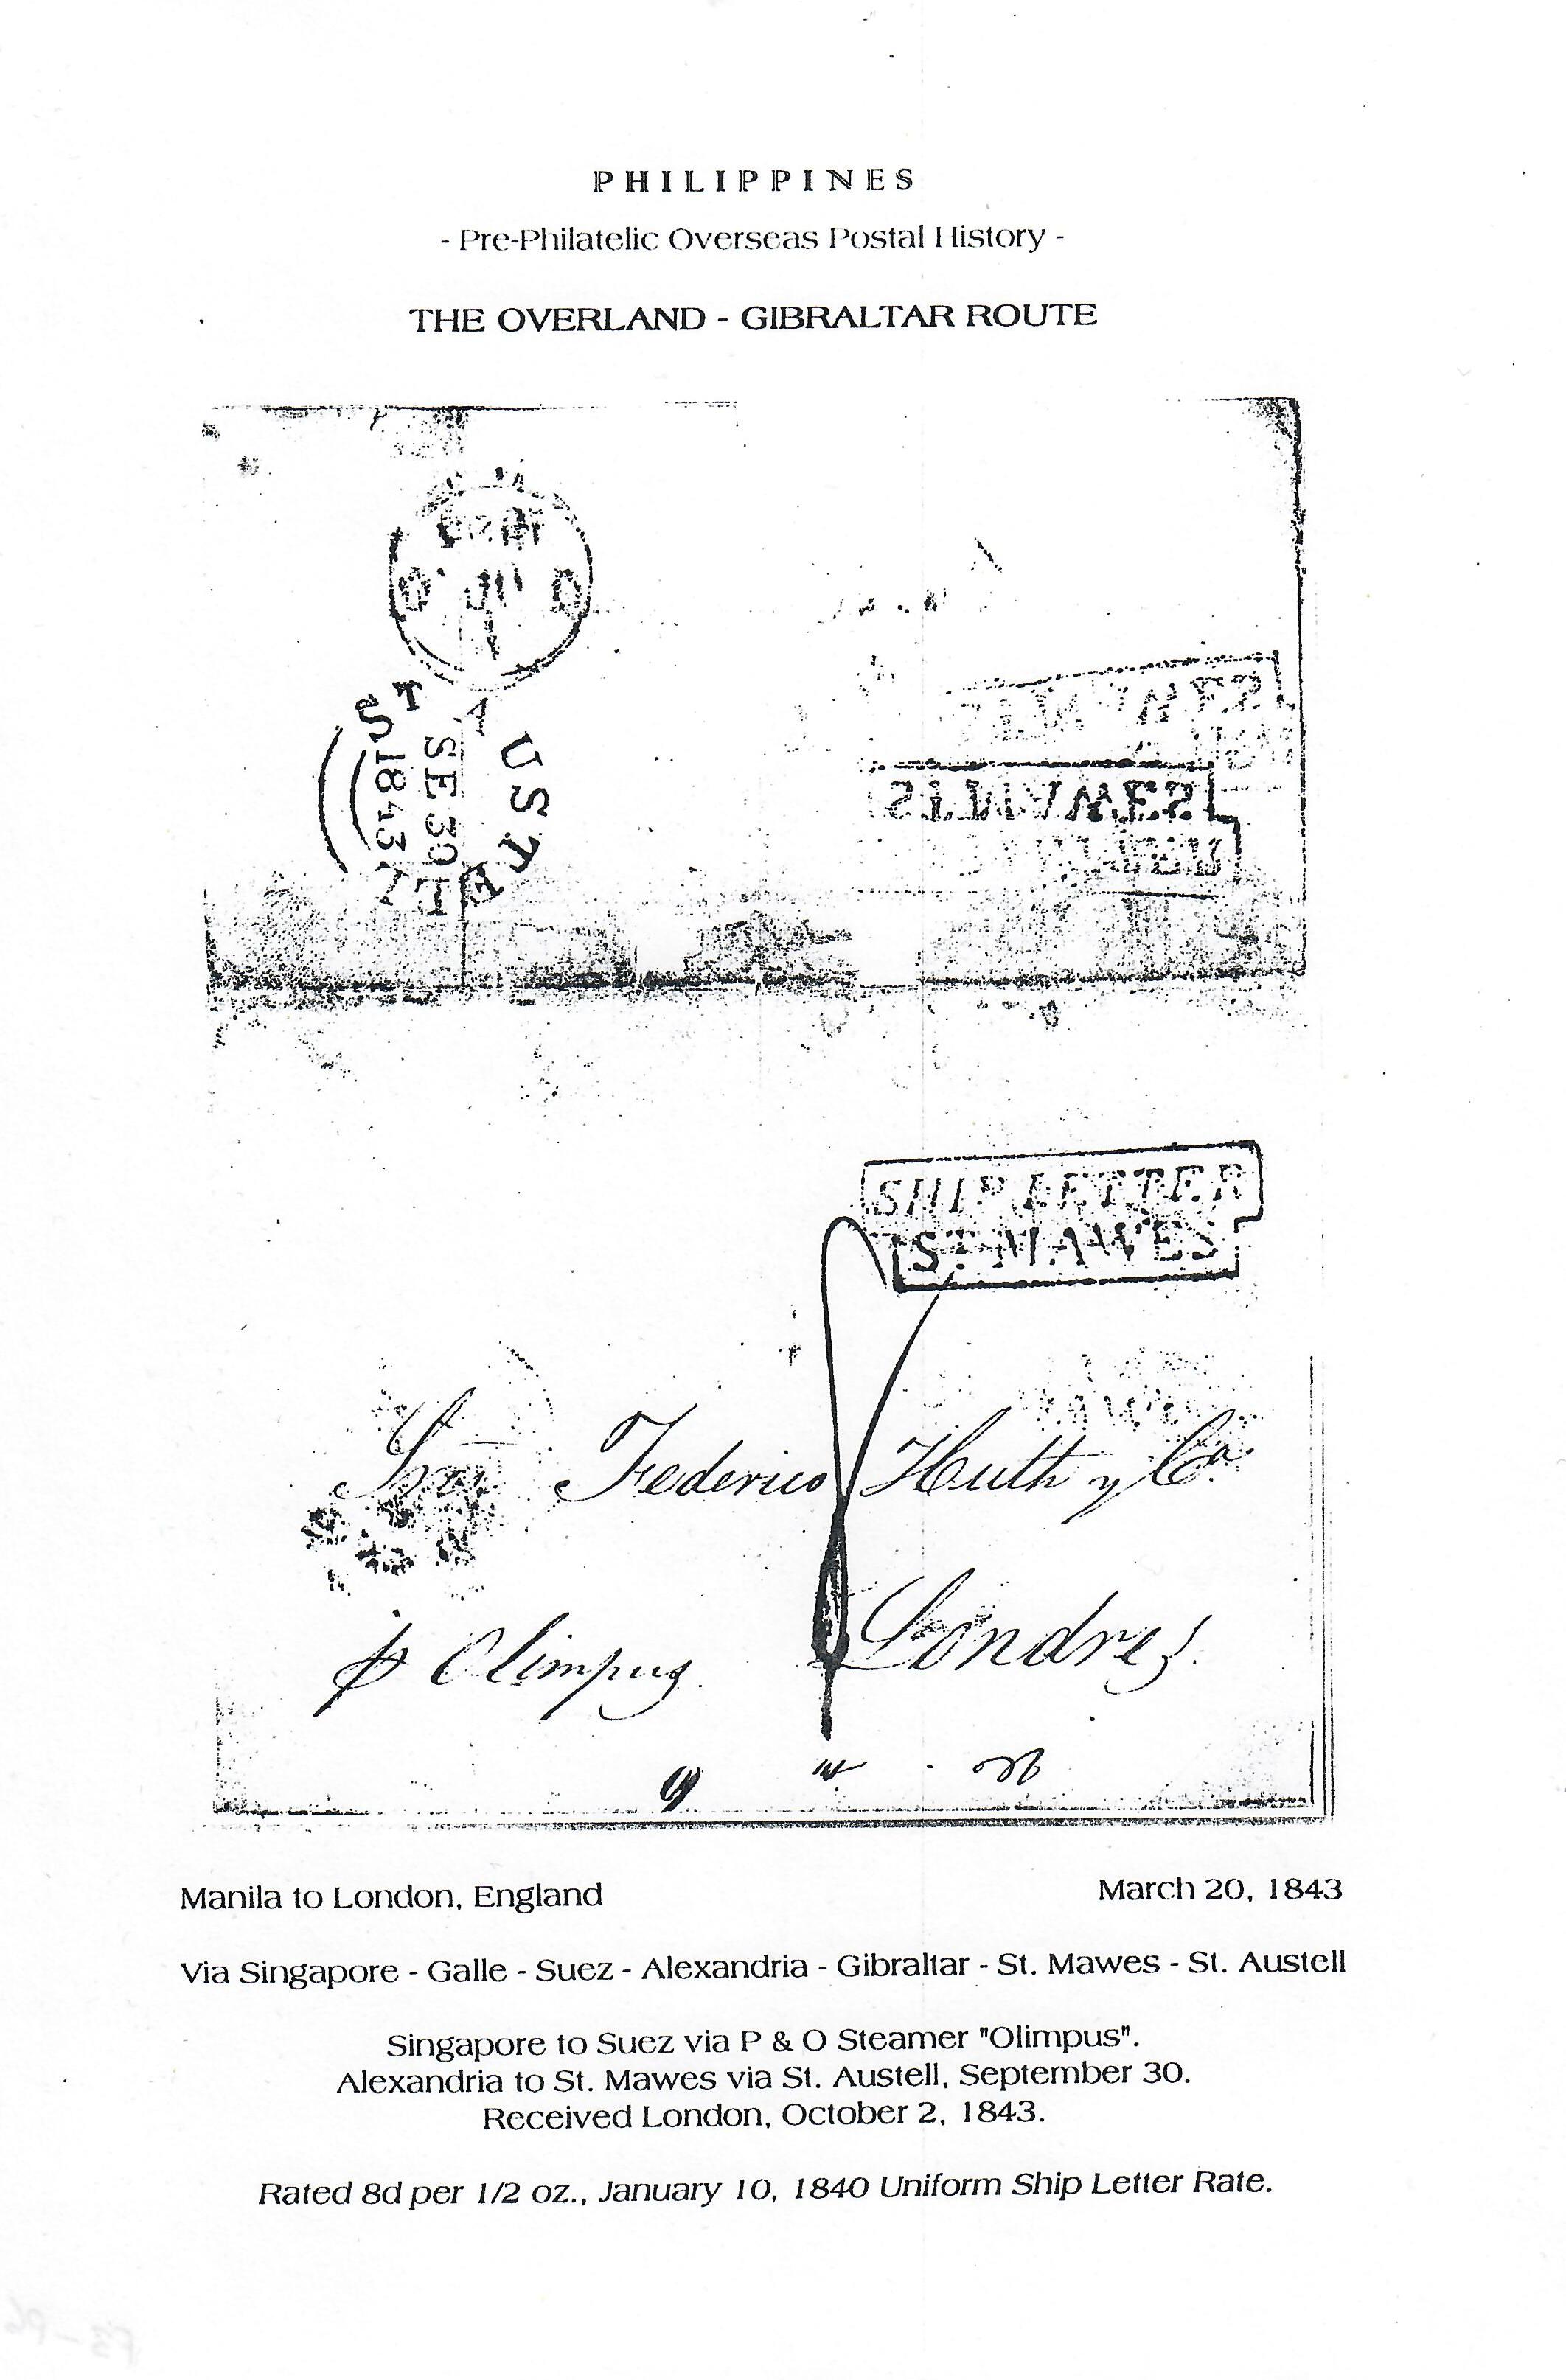 PHILIPPINES
- Pre-Philatelic Overseas Postal History -
THE OVERLAND - GIBRALTAR ROUTE
ST AUSTELL
SE 30
1843
ST MAWES
SHIP LETTER
ST MAWES
Federico Huth y Ca.
Londres.
p Olimpus.
Manila to London, England
March 20, 1843
Via Singapore - Galle - Suez - Alexandria - Gibraltar - St. Mawes - St. Austell
Singapore to Suez via P & O Steamer "Olimpus".
Alexandria to St. Mawes via St. Austell, September 30.
Received London, October 2, 1843.
Rated 8d per 1/2 oz., January 10, 1840 Uniform Ship Letter Rate.